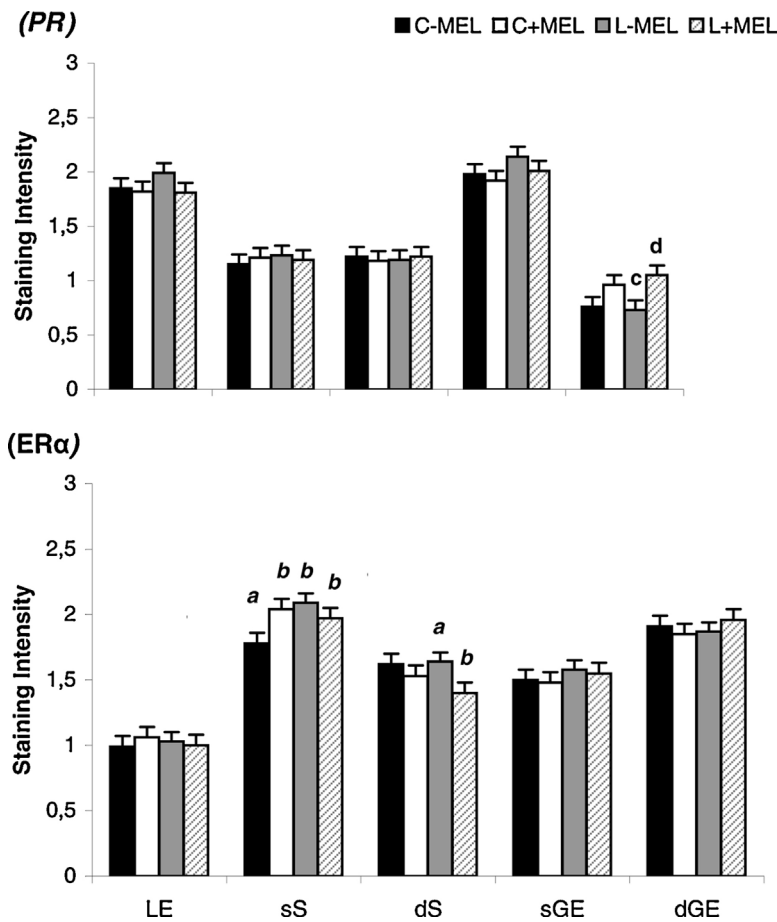 (PR)
C-MEL C+MEL L-MEL L+MEL
3
2,5
2
1,5
1
0,5
0
Staining Intensity
c
d
(ERα)
3
2,5
2
1,5
1
0,5
0
Staining Intensity
a
b
b
b
a
b
LE sS dS sGE dGE